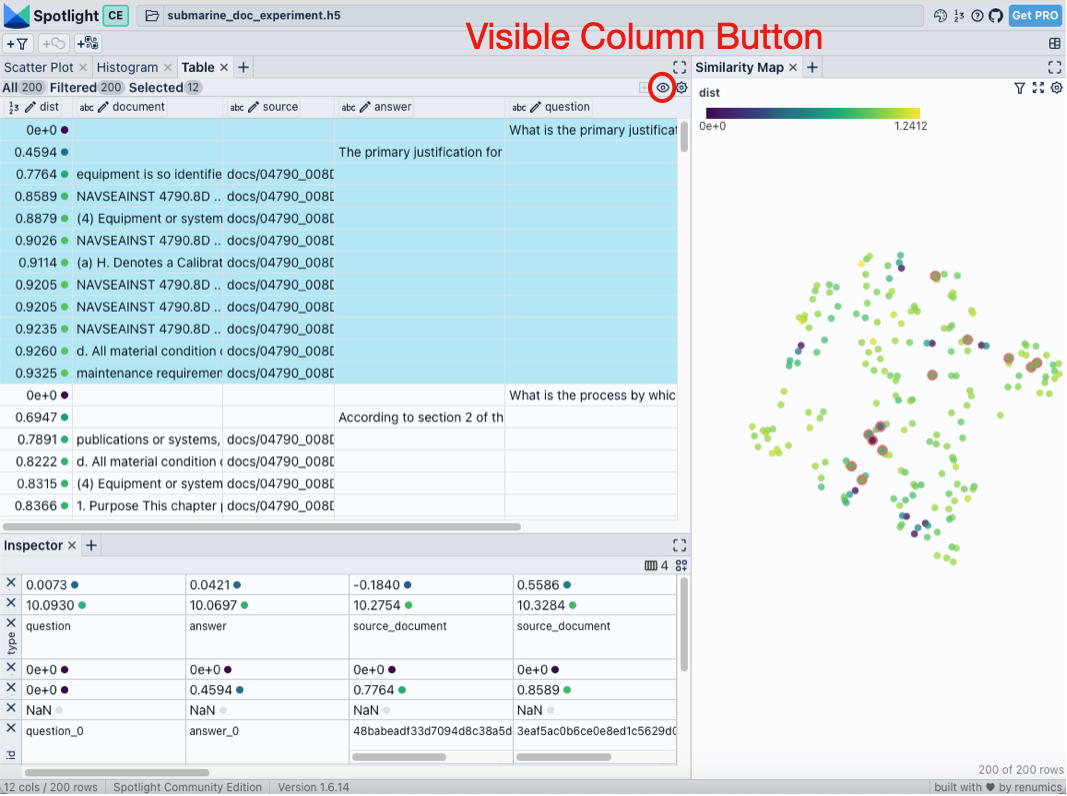 Spotlight CE submarine_doc_experiment.h5 Get PRO
Visible Column Button
Scatter Plot Histogram Table
Similarity Map
All 200 Filtered 200 Selected 12
dist
0e+0 1.2412
dist document source answer question
0e+0 What is the primary justificat
0.4594 The primary justification for
0.7764 equipment is so identifie docs/04790_008D
0.8589 NAVSEAINST 4790.8D .. docs/04790_008D
0.8879 (4) Equipment or system docs/04790_008D
0.9026 NAVSEAINST 4790.8D .. docs/04790_008D
0.9114 (a) H. Denotes a Calibrat docs/04790_008D
0.9205 NAVSEAINST 4790.8D .. docs/04790_008D
0.9205 NAVSEAINST 4790.8D .. docs/04790_008D
0.9235 NAVSEAINST 4790.8D .. docs/04790_008D
0.9260 d. All material condition docs/04790_008D
0.9325 maintenance requiremen docs/04790_008D
0e+0 What is the process by whic
0.6947 According to section 2 of th
0.7891 publications or systems, docs/04790_008D
0.8222 d. All material condition docs/04790_008D
0.8315 (4) Equipment or system docs/04790_008D
0.8366 1. Purpose This chapter docs/04790_008D
Inspector
4
0.0073 0.0421 -0.1840 0.5586
10.0930 10.0697 10.2754 10.3284
type question answer source_document source_document
0e+0 0e+0 0e+0 0e+0
0e+0 0.4594 0.7764 0.8589
NaN NaN NaN NaN
id question_0 answer_0 48babeadf33d7094d8c38a5d 3eaf5ac0b6ce0e8ed1c5629d0
200 of 200 rows
12 cols / 200 rows Spotlight Community Edition Version 1.6.14 built with ♥ by renumics